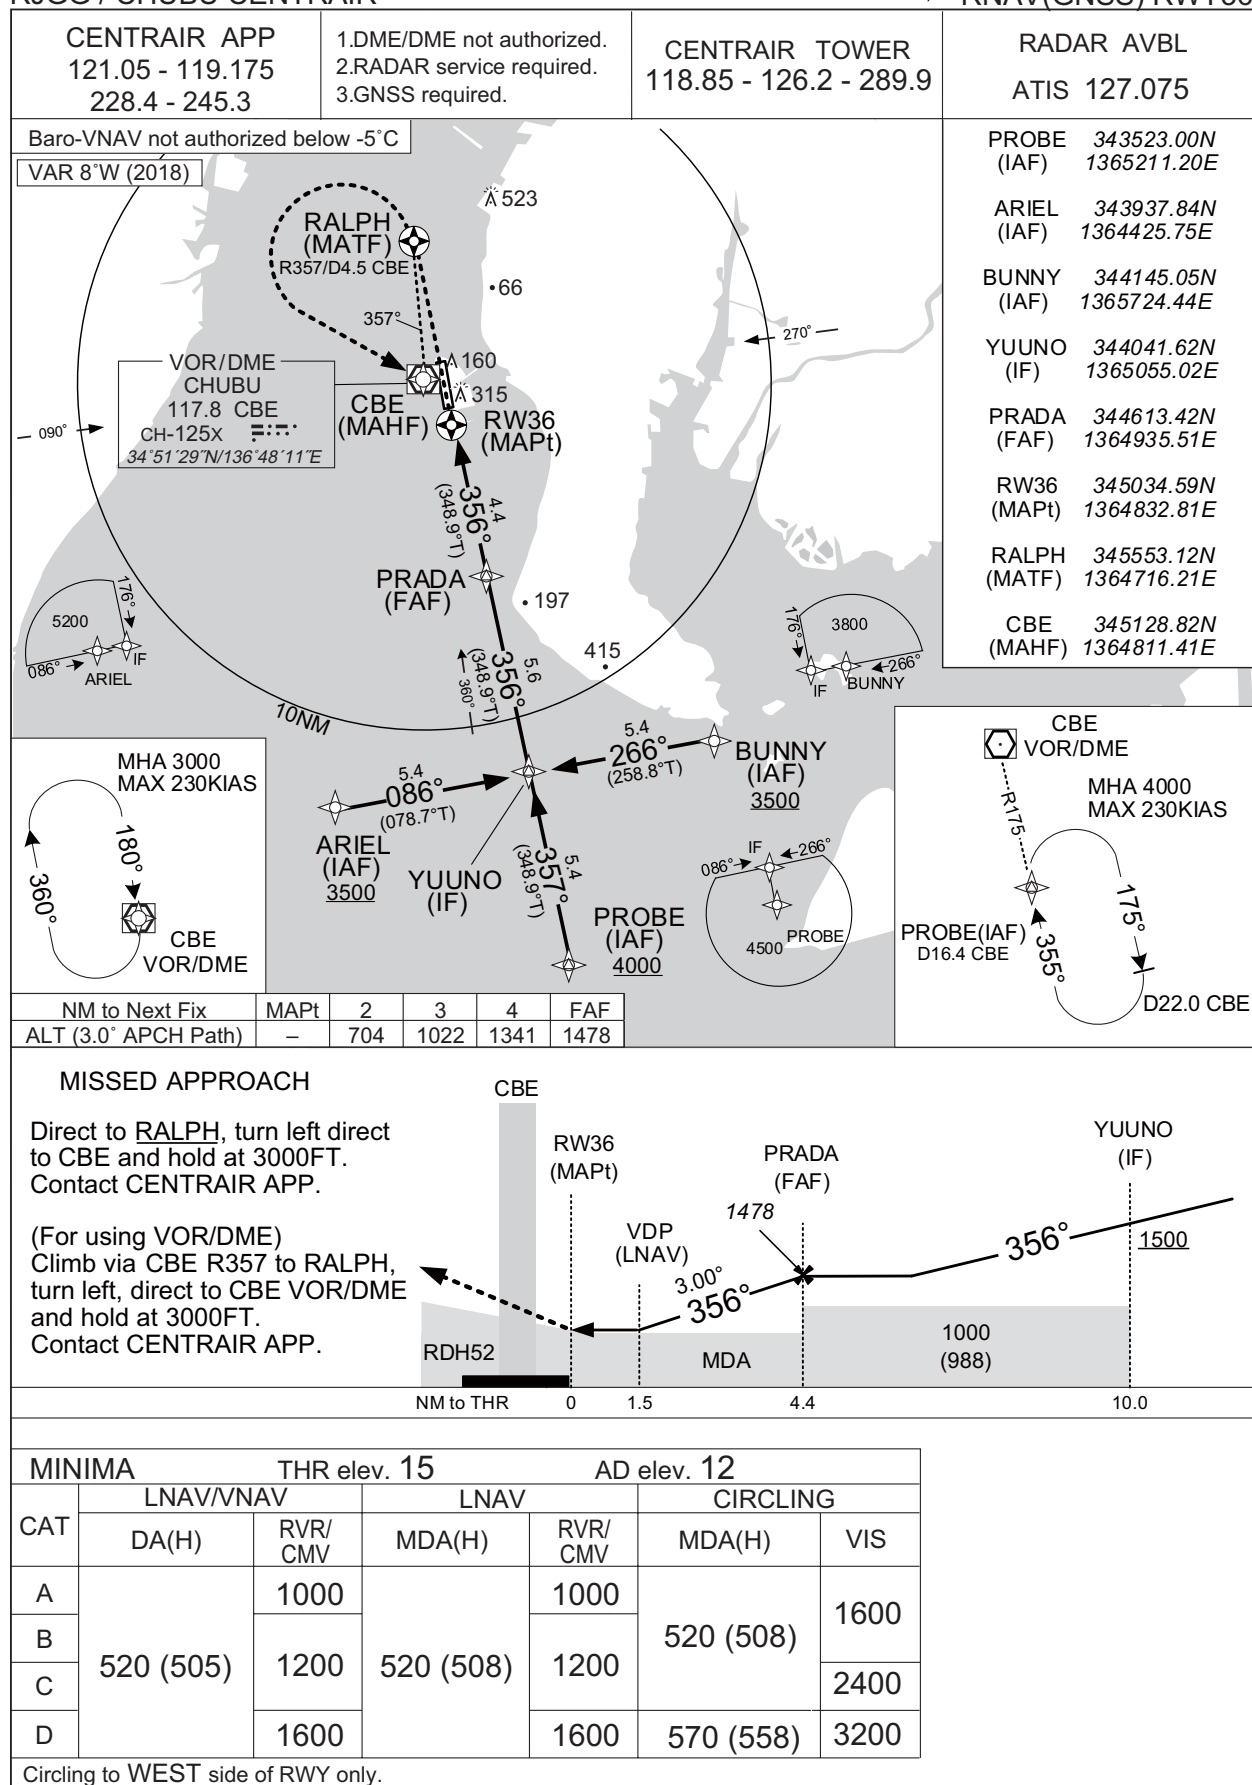 CENTRAIR APP
121.05 - 119.175
228.4 - 245.3
1.DME/DME not authorized.
2.RADAR service required.
3.GNSS required.
CENTRAIR TOWER
118.85 - 126.2 - 289.9
RADAR AVBL
ATIS 127.075
Baro-VNAV not authorized below -5˚C
VAR 8˚W (2018)
PROBE 343523.00N
(IAF) 1365211.20E
ARIEL 343937.84N
(IAF) 1364425.75E
BUNNY 344145.05N
(IAF) 1365724.44E
YUUNO 344041.62N
(IF) 1365055.02E
PRADA 344613.42N
(FAF) 1364935.51E
RW36 345034.59N
(MAPt) 1364832.81E
RALPH 345553.12N
(MATF) 1364716.21E
CBE 345128.82N
(MAHF) 1364811.41E
523
RALPH
(MATF)
R357/D4.5 CBE
66
357°
270°
160
315
VOR/DME
CHUBU
117.8 CBE
CH-125X
34˚51´29˝N/136˚48´11˝E
090°
CBE
(MAHF)
RW36
(MAPt)
4.4
356°
(348.9°T)
PRADA
(FAF)
197
415
5.6
356°
(348.9°T)
360°
10NM
5200
176°
086°
IF
ARIEL
3800
176°
266°
IF
BUNNY
5.4
266°
(258.8°T)
BUNNY
(IAF)
3500
5.4
086°
(078.7°T)
ARIEL
(IAF)
3500
YUUNO
(IF)
5.4
357°
(348.9°T)
PROBE
(IAF)
4000
086°
IF
266°
4500
PROBE
MHA 3000
MAX 230KIAS
180°
360°
CBE
VOR/DME
CBE
VOR/DME
MHA 4000
MAX 230KIAS
R175
175°
355°
PROBE(IAF)
D16.4 CBE
D22.0 CBE
NM to Next Fix MAPt 2 3 4 FAF
ALT (3.0˚ APCH Path) – 704 1022 1341 1478
MISSED APPROACH
Direct to RALPH, turn left direct
to CBE and hold at 3000FT.
Contact CENTRAIR APP.
(For using VOR/DME)
Climb via CBE R357 to RALPH,
turn left, direct to CBE VOR/DME
and hold at 3000FT.
Contact CENTRAIR APP.
CBE
RW36
(MAPt)
VDP
(LNAV)
PRADA
(FAF)
1478
YUUNO
(IF)
1500
356°
3.00°
356°
RDH52
MDA
1000
(988)
NM to THR 0 1.5 4.4 10.0
MINIMA THR elev. 15 AD elev. 12
CAT LNAV/VNAV LNAV CIRCLING
DA(H) RVR/CMV MDA(H) RVR/CMV MDA(H) VIS
A 1000 1000
B 520 (508) 1600
520 (505) 1200 520 (508) 1200
C 2400
D 1600 1600 570 (558) 3200
Circling to WEST side of RWY only.